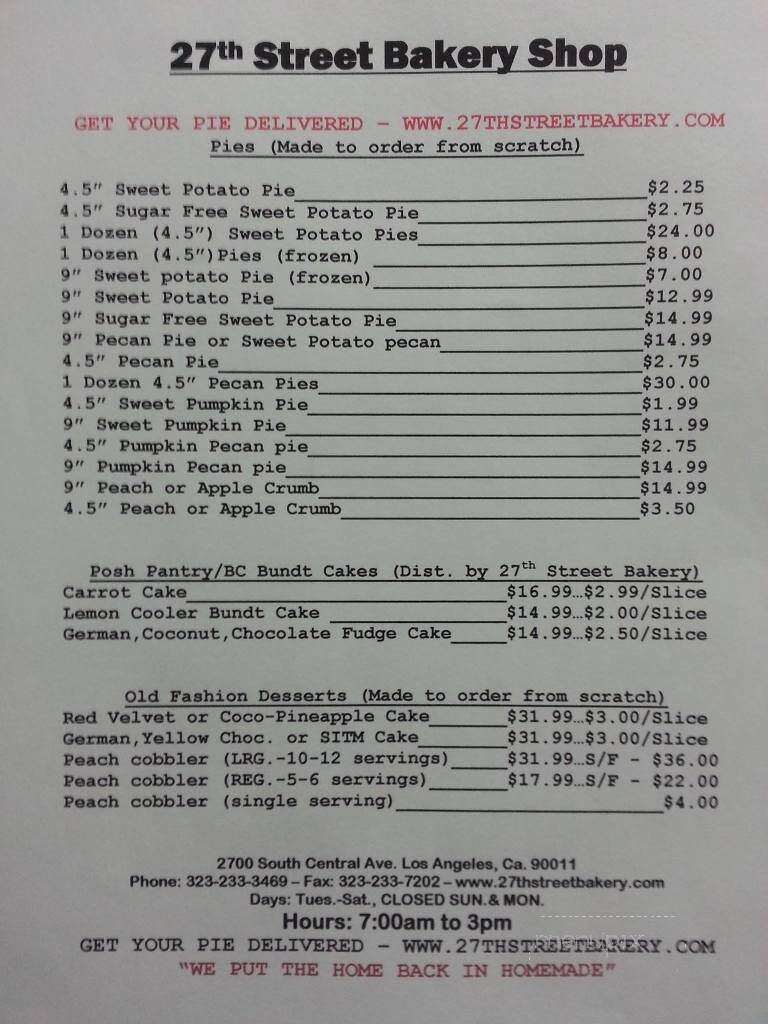 27th Street Bakery Shop
GET YOUR PIE DELIVERED – WWW.27THSTREETBAKERY.COM
Pies (Made to order from scratch)
4.5" Sweet Potato Pie $2.25
4.5" Sugar Free Sweet Potato Pie $2.75
1 Dozen (4.5") Sweet Potato Pies $24.00
1 Dozen (4.5")Pies (frozen) $8.00
9" Sweet potato Pie (frozen) $7.00
9" Sweet Potato Pie $12.99
9" Sugar Free Sweet Potato Pie $14.99
9" Pecan Pie or Sweet Potato pecan $14.99
4.5" Pecan Pie $2.75
1 Dozen 4.5" Pecan Pies $30.00
4.5" Sweet Pumpkin Pie $1.99
9" Sweet Pumpkin Pie $11.99
4.5" Pumpkin Pecan pie $2.75
9" Pumpkin Pecan pie $14.99
9" Peach or Apple Crumb $14.99
4.5" Peach or Apple Crumb $3.50
Posh Pantry/BC Bundt Cakes (Dist. by 27th Street Bakery)
Carrot Cake $16.99…$2.99/Slice
Lemon Cooler Bundt Cake $14.99…$2.00/Slice
German,Coconut,Chocolate Fudge Cake $14.99…$2.50/Slice
Old Fashion Desserts (Made to order from scratch)
Red Velvet or Coco-Pineapple Cake $31.99…$3.00/Slice
German,Yellow Choc. or SITM Cake $31.99…$3.00/Slice
Peach cobbler (LRG.-10-12 servings) $31.99…S/F - $36.00
Peach cobbler (REG.-5-6 servings) $17.99…S/F - $22.00
Peach cobbler (single serving) $4.00
2700 South Central Ave. Los Angeles, Ca. 90011
Phone: 323-233-3469 – Fax: 323-233-7202 – www.27thstreetbakery.com
Days: Tues.-Sat., CLOSED SUN.& MON.
Hours: 7:00am to 3pm
GET YOUR PIE DELIVERED – WWW.27THSTREETBAKERY.COM
"WE PUT THE HOME BACK IN HOMEMADE"